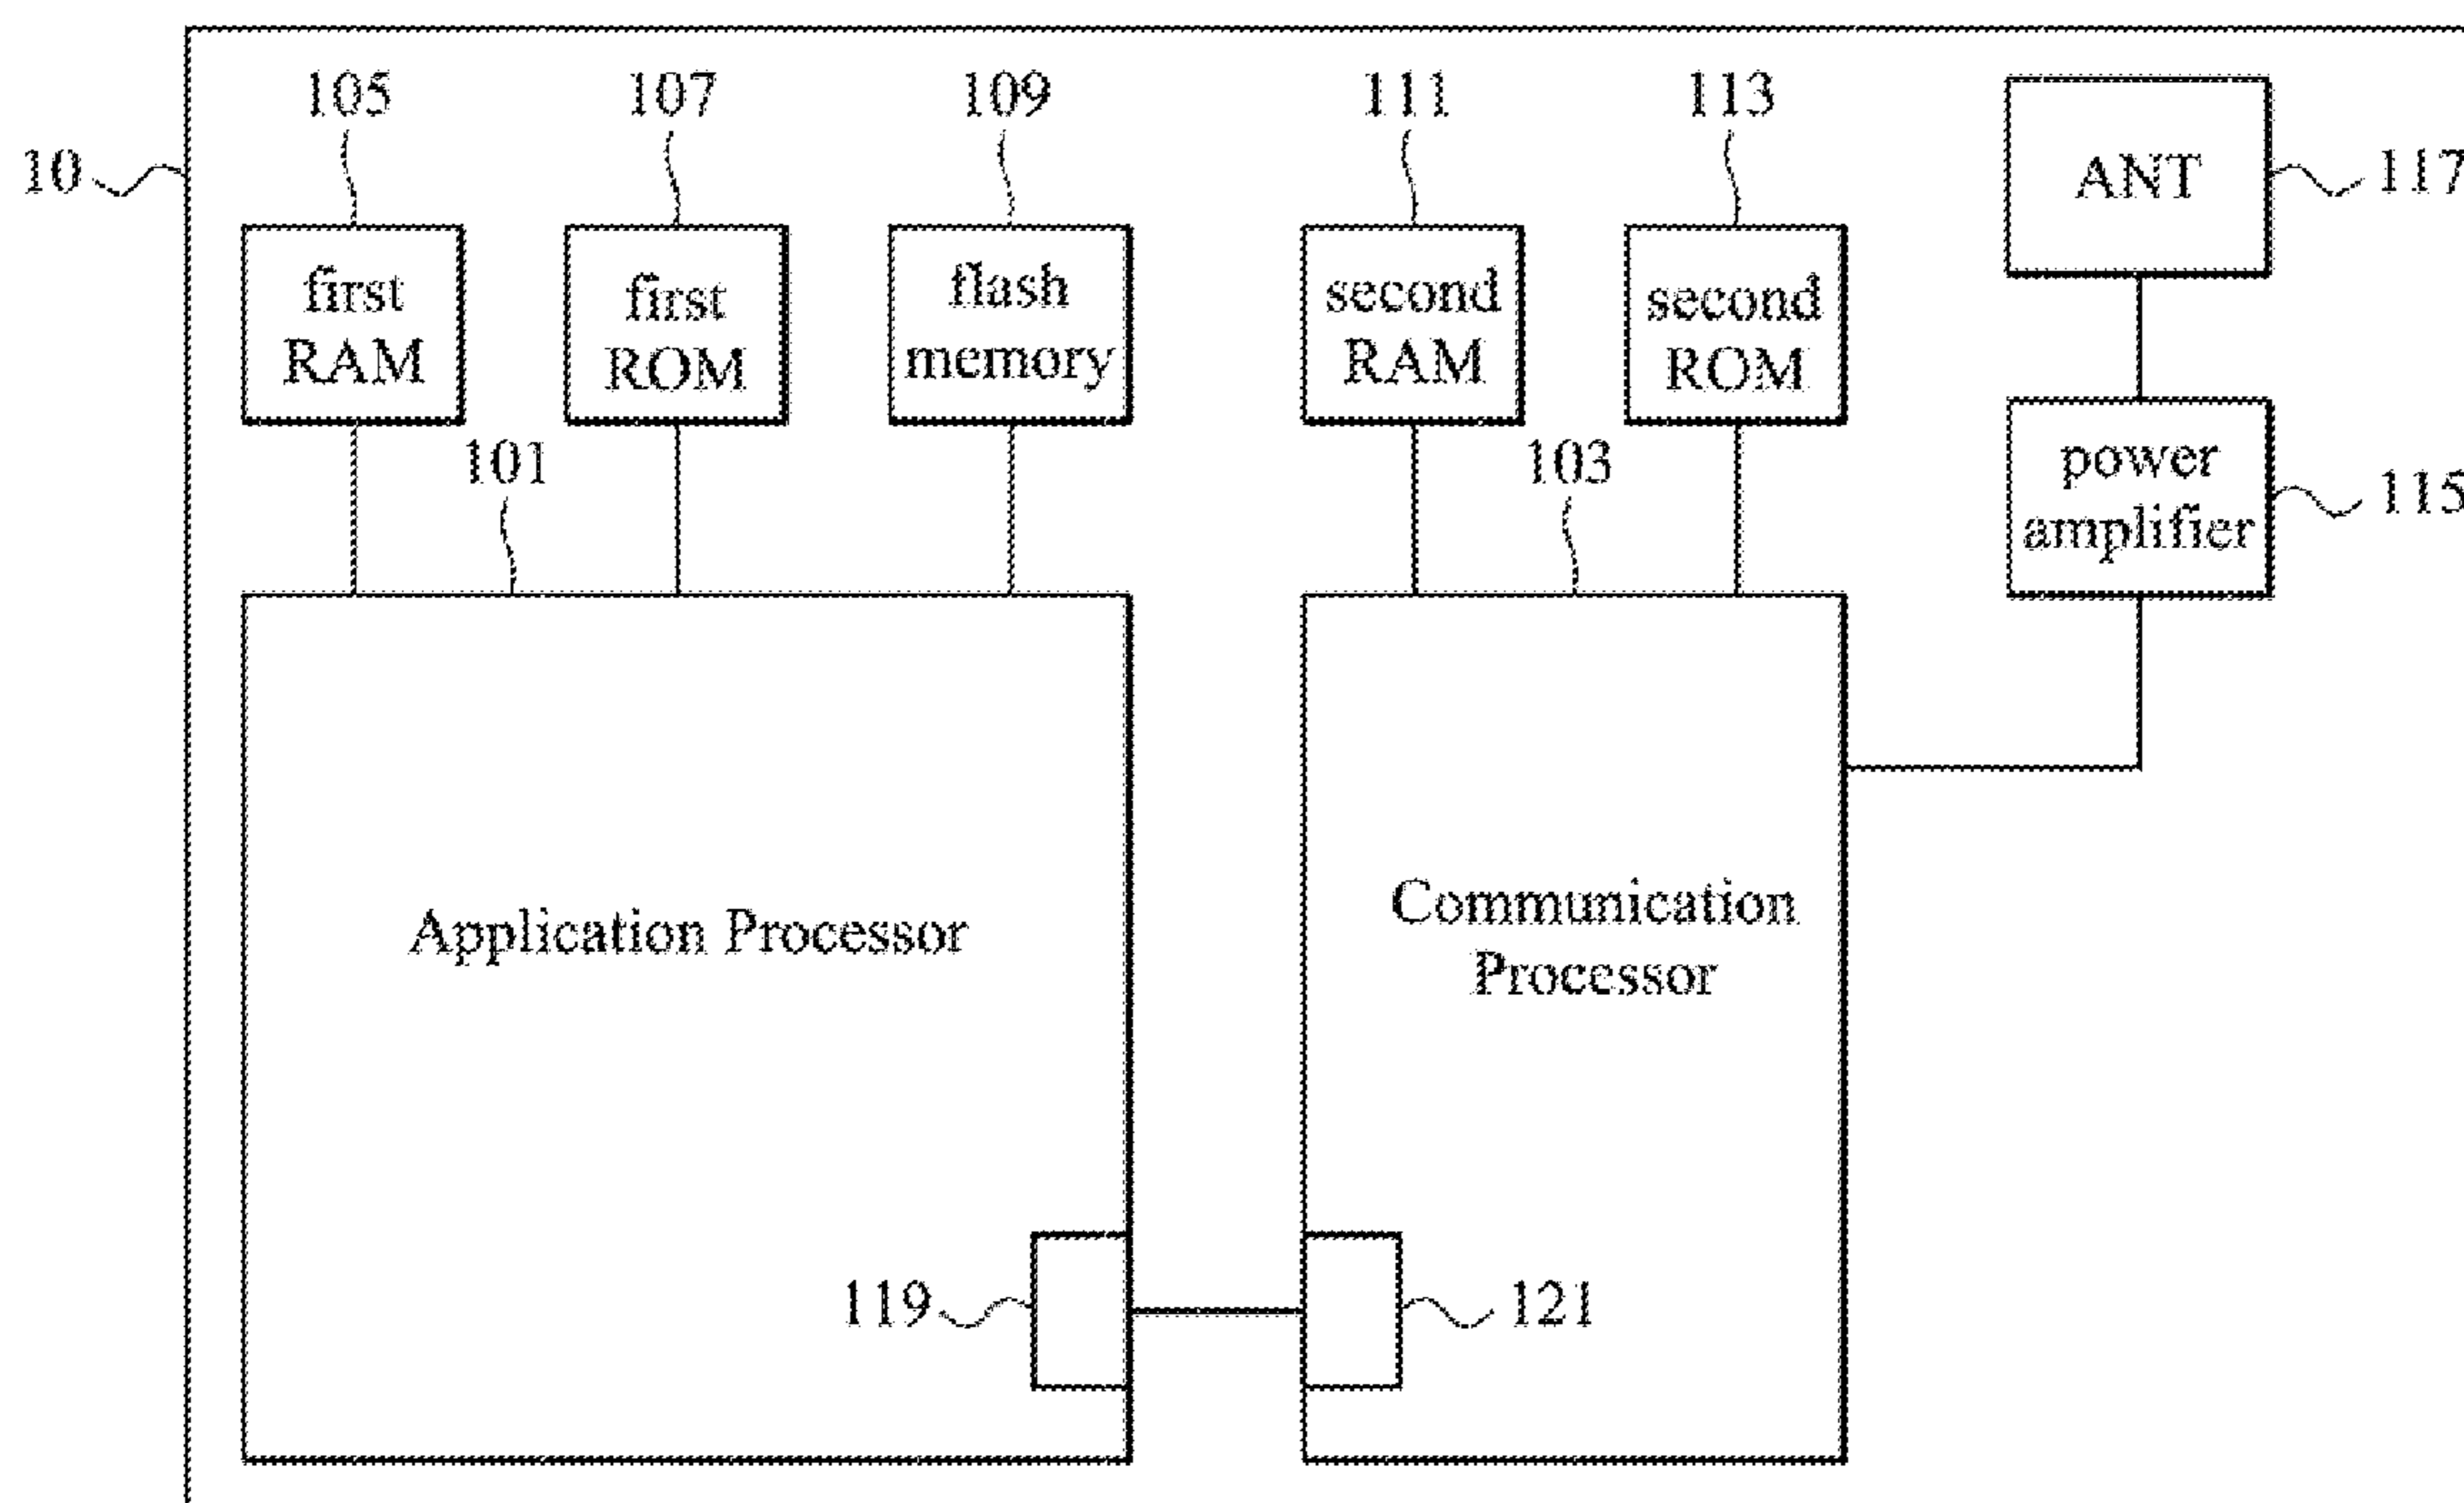 105
107
109
111
113
10
ANT
117
first
RAM
first
ROM
flash
memory
second
RAM
second
ROM
101
103
power
amplifier
115
Application Processor
Communication
Processor
119
121